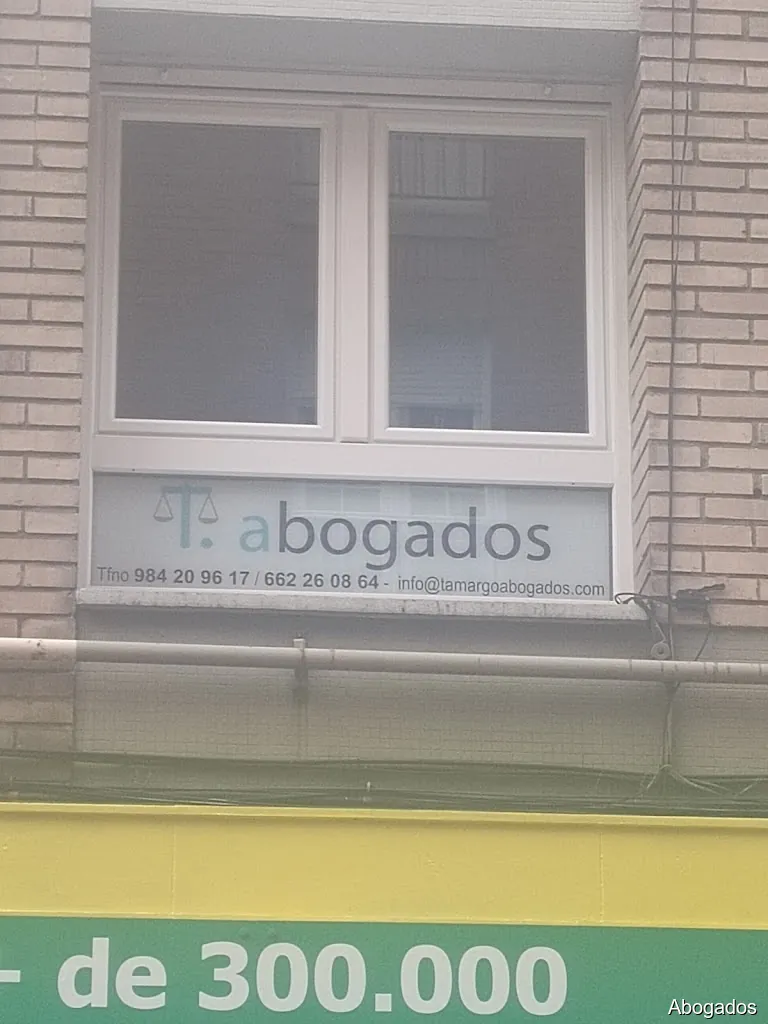 T. abogados
Tfno 984 20 96 17 / 662 26 08 64 - info@tamargoabogados.com
+ de 300.000
Abogados